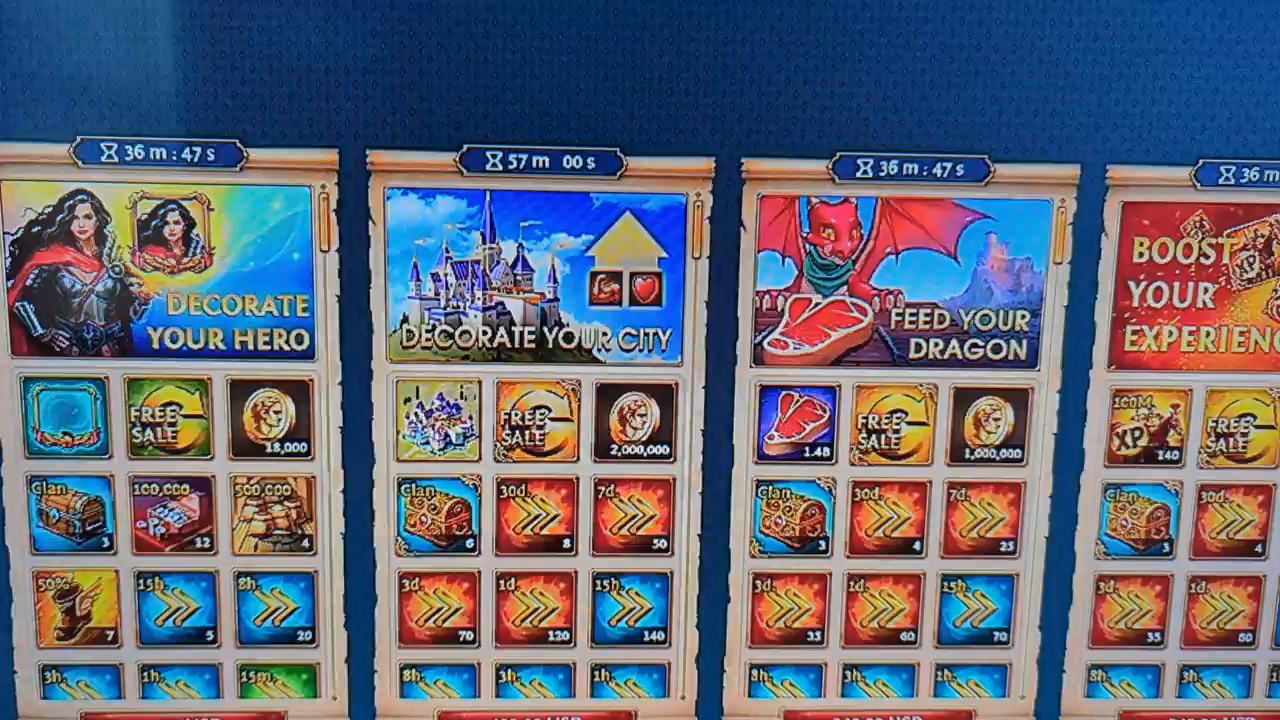 36 m : 47 s
DECORATE
YOUR HERO
FREE
SALE
18,000
Clan
3
100,000
12
500,000
4
50%
7
15h.
5
8h.
20
3h.
1h.
15m.
57 m 00 s
DECORATE YOUR CITY
FREE
SALE
2,000,000
Clan
6
30d.
8
7d.
50
3d.
70
1d.
120
15h.
140
8h.
3h.
1h.
USD
36 m : 47 s
FEED YOUR
DRAGON
1.4B
FREE
SALE
1,000,000
Clan
3
30d.
4
7d.
25
3d.
35
1d.
60
15h.
70
8h.
3h.
1h.
USD
36 m
BOOST
YOUR
EXPERIENC
XP
100M
XP
140
FREE
SALE
Clan
3
30d.
4
3d.
35
1d.
60
8h.
3h.